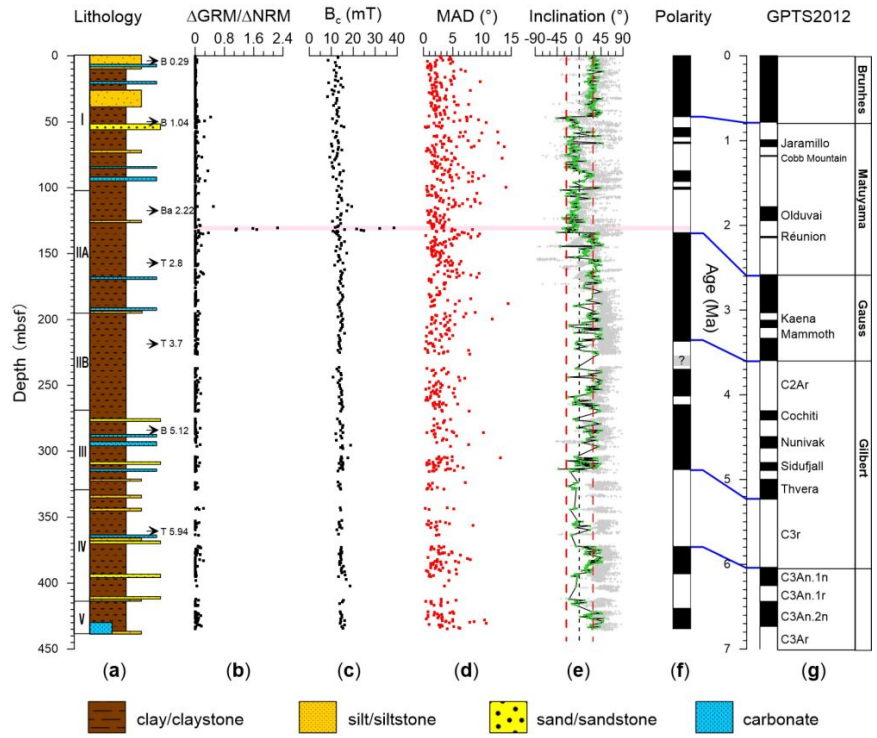 Lithology ΔGRM/ΔNRM Bc (mT) MAD (°) Inclination (°) Polarity GPTS2012
0 1.2 2.4 0 10 20 30 40 0 5 10 15 -90 -45 0 45 90
Depth (mbsf)
0
50
100
150
200
250
300
350
400
450
I
IIA
IIB
III
IV
V
B 0.29
B 1.04
Ba 2.22
T 2.8
T 3.7
B 5.12
T 5.94
?
Age (Ma)
0
1
2
3
4
5
6
7
Jaramillo
Cobb Mountain
Olduvai
Réunion
Kaena
Mammoth
C2Ar
Cochiti
Nunivak
Sidufjall
Thvera
C3r
C3An.1n
C3An.1r
C3An.2n
C3Ar
Brunhes
Matuyama
Gauss
Gilbert
(a) (b) (c) (d) (e) (f) (g)
clay/claystone silt/siltstone sand/sandstone carbonate